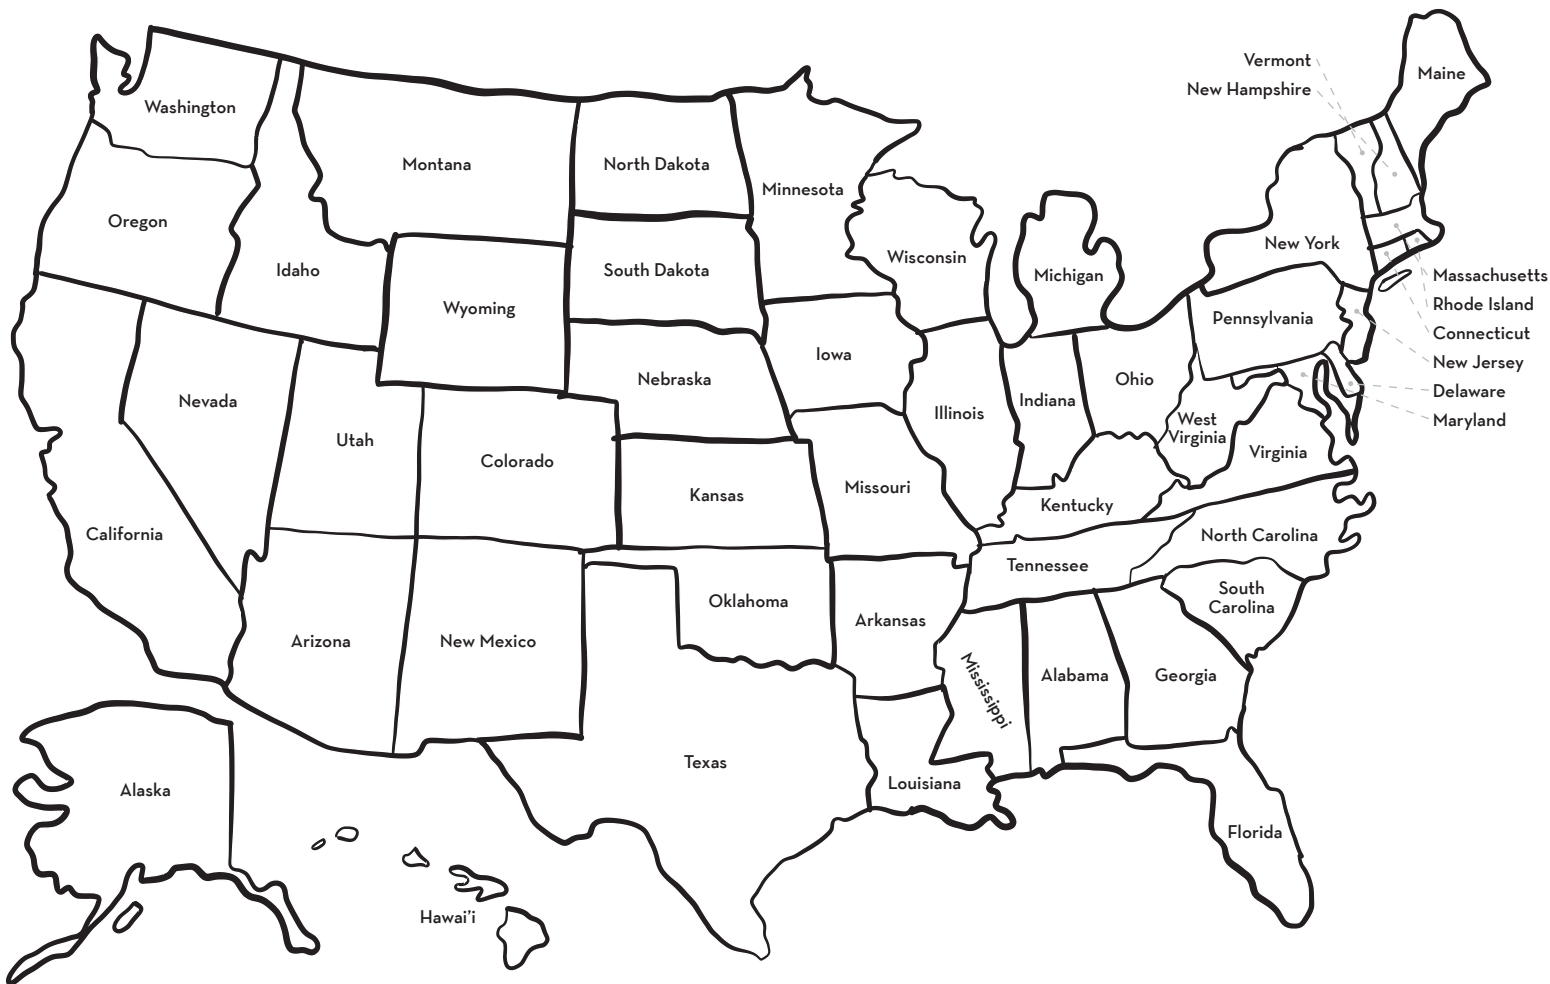 Vermont
New Hampshire
Maine
Washington
Montana
North Dakota
Minnesota
Oregon
Idaho
South Dakota
Wisconsin
Michigan
New York
Massachusetts
Rhode Island
Connecticut
New Jersey
Delaware
Maryland
Wyoming
Pennsylvania
Iowa
Nebraska
Ohio
Nevada
Utah
Illinois
Indiana
West
Virginia
Virginia
Colorado
Kansas
Missouri
Kentucky
California
North Carolina
Tennessee
South
Carolina
Oklahoma
Arkansas
Arizona
New Mexico
Mississippi
Alabama
Georgia
Texas
Louisiana
Alaska
Florida
Hawai'i